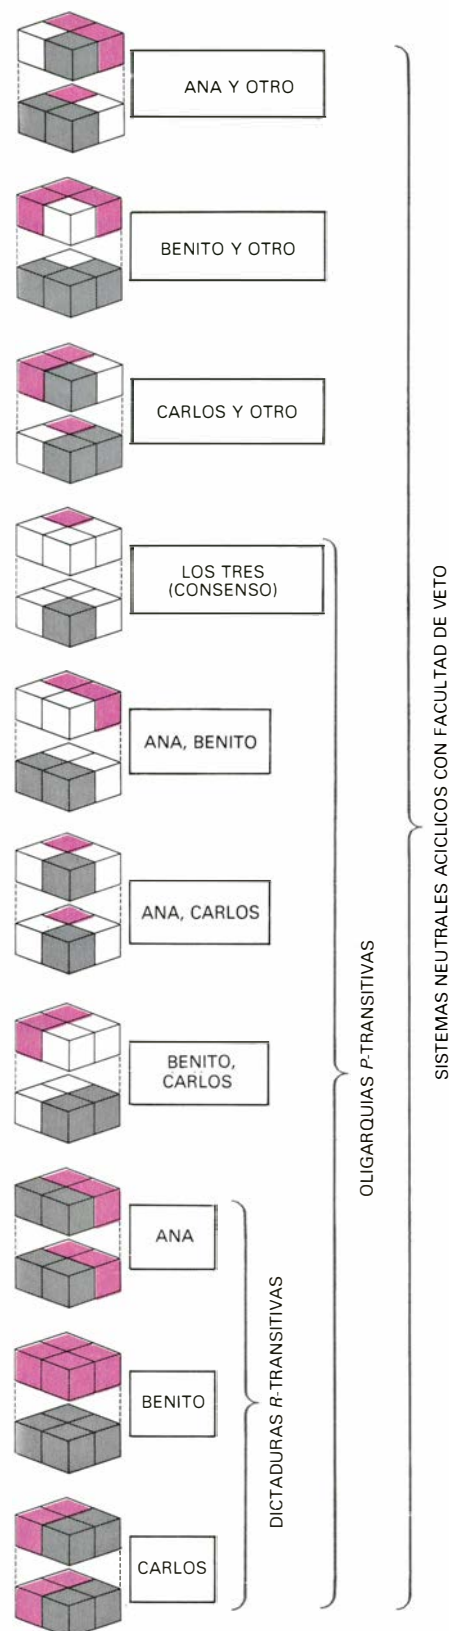 ANA Y OTRO
BENITO Y OTRO
CARLOS Y OTRO
LOS TRES
(CONSENSO)
ANA, BENITO
ANA, CARLOS
BENITO,
CARLOS
ANA
BENITO
CARLOS
DICTADURAS R-TRANSITIVAS
OLIGARQUIAS P-TRANSITIVAS
SISTEMAS NEUTRALES ACICLICOS CON FACULTAD DE VETO